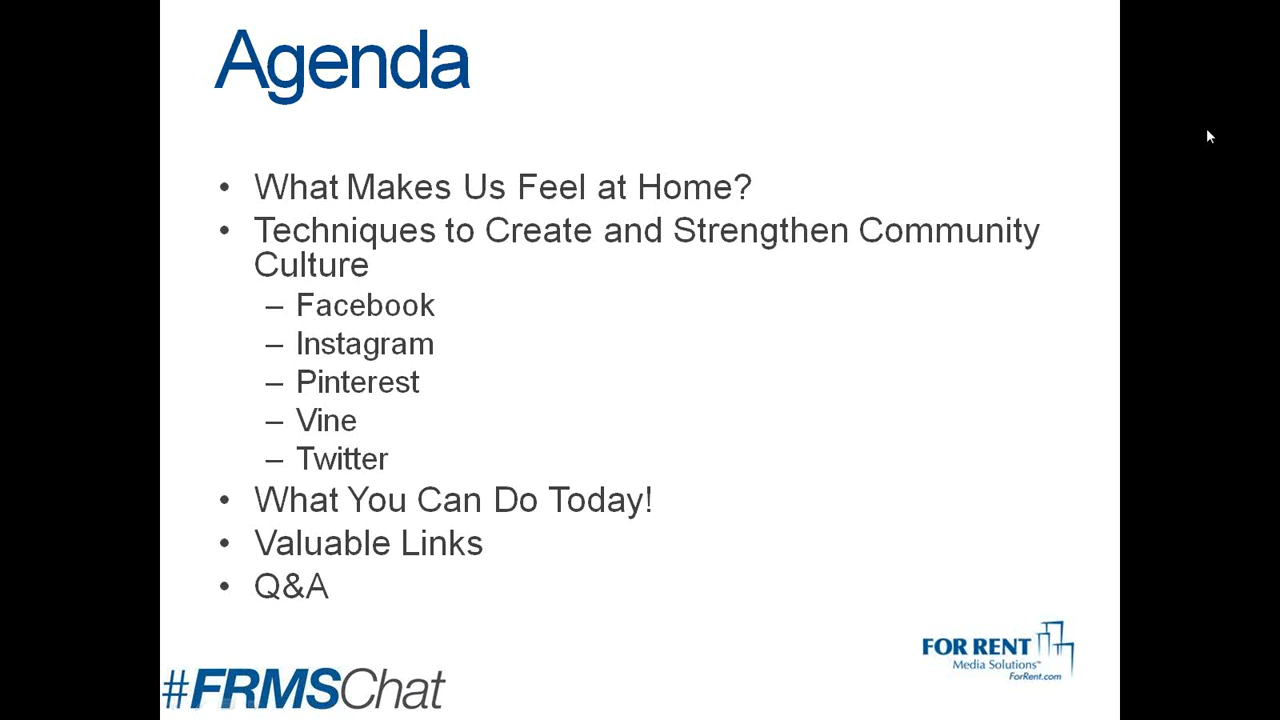 Agenda
• What Makes Us Feel at Home?
• Techniques to Create and Strengthen Community
Culture
– Facebook
– Instagram
– Pinterest
– Vine
– Twitter
• What You Can Do Today!
• Valuable Links
• Q&A
FOR RENT
Media Solutions™
ForRent.com
#FRMSChat